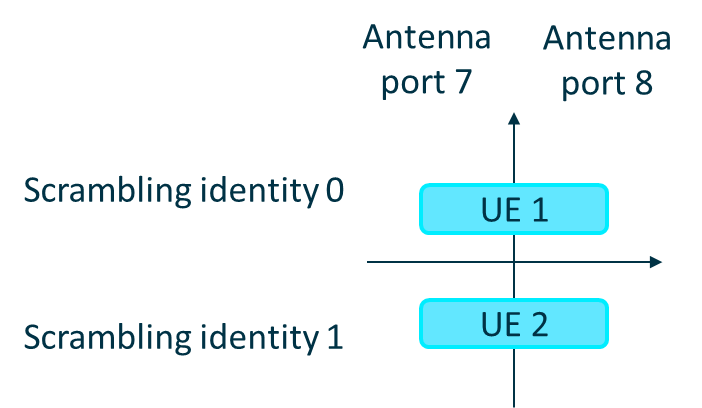 Antenna
port 7
Antenna
port 8
Scrambling identity 0
UE 1
UE 2
Scrambling identity 1